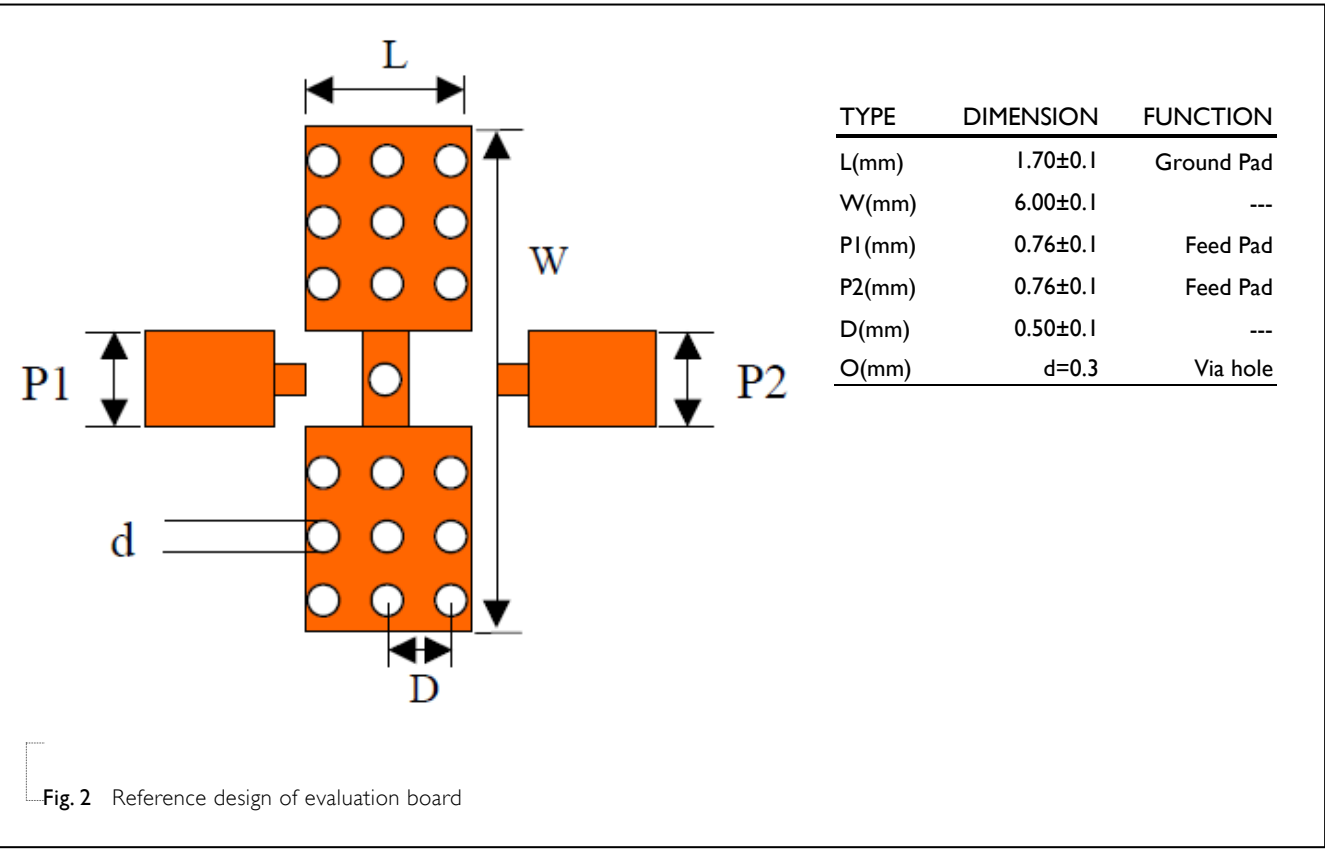 L
W
P1
P2
d
D
TYPE DIMENSION FUNCTION
L(mm) 1.70±0.1 Ground Pad
W(mm) 6.00±0.1 ---
P1(mm) 0.76±0.1 Feed Pad
P2(mm) 0.76±0.1 Feed Pad
D(mm) 0.50±0.1 ---
O(mm) d=0.3 Via hole
Fig. 2 Reference design of evaluation board